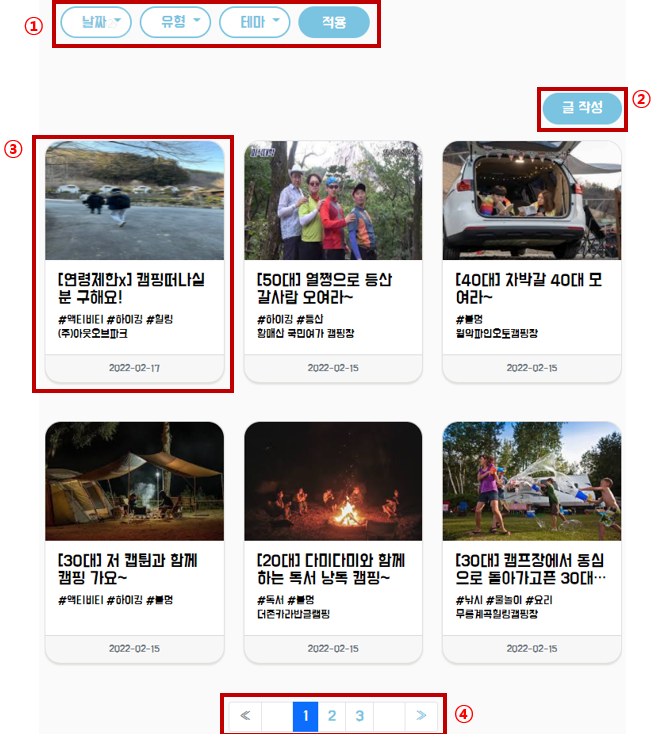 ① 날짜 유형 테마 적용
글 작성 ②
③
[연령제한x] 캠핑떠나실
분 구해요!
#액티비티 #하이킹 #힐링
(주)아웃오브파크
2022-02-17
[50대] 열쩡으로 등산
갈사람 모여라~
#하이킹 #등산
황매산 국민여가 캠핑장
2022-02-15
[40대] 차박갈 40대 모
여라~
#불멍
월악파인오토캠핑장
2022-02-15
[30대] 저 캡틴과 함께
캠핑 가요~
#액티비티 #하이킹 #불멍
2022-02-15
[20대] 다미다미와 함께
하는 독서 낭독 캠핑~
#독서 #불멍
더존카라반글램핑
2022-02-15
[30대] 캠프장에서 동심
으로 돌아가고픈 30대…
#낚시 #물놀이 #요리
무릉계곡힐링캠핑장
2022-02-15
« 1 2 3 » ④